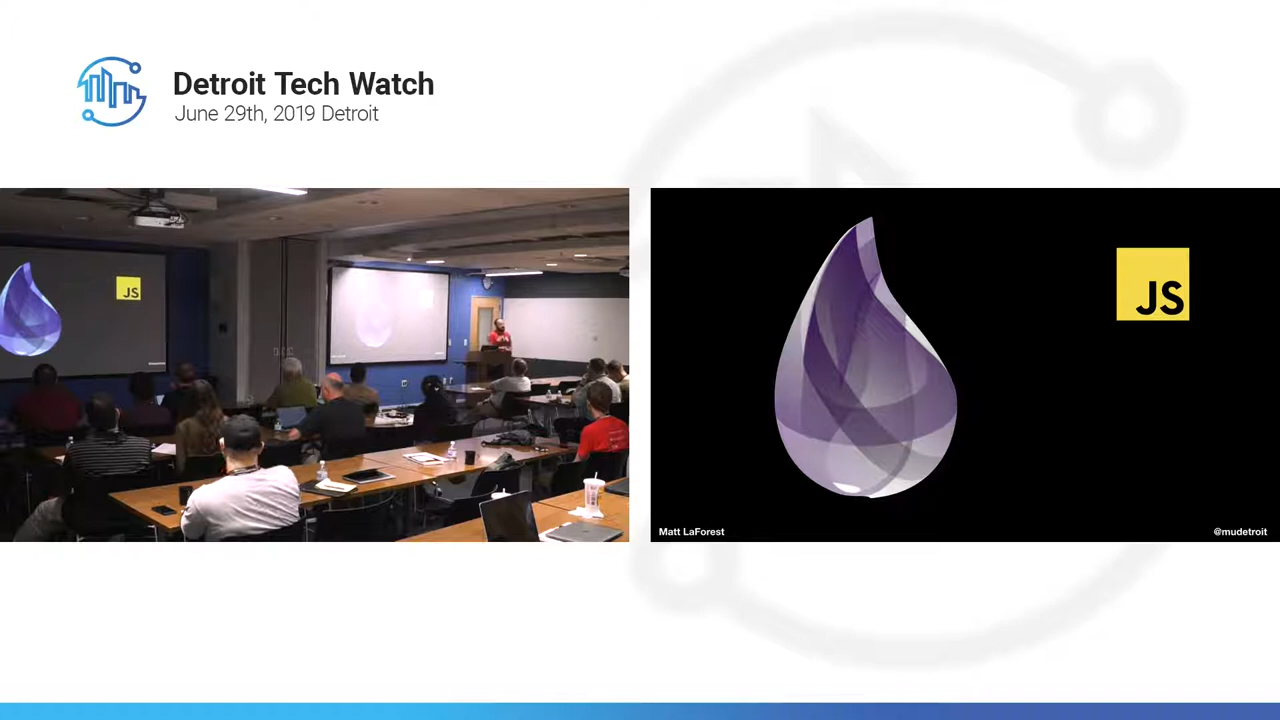 Detroit Tech Watch
June 29th, 2019 Detroit
JS
JS
Matt LaForest
@mudetroit